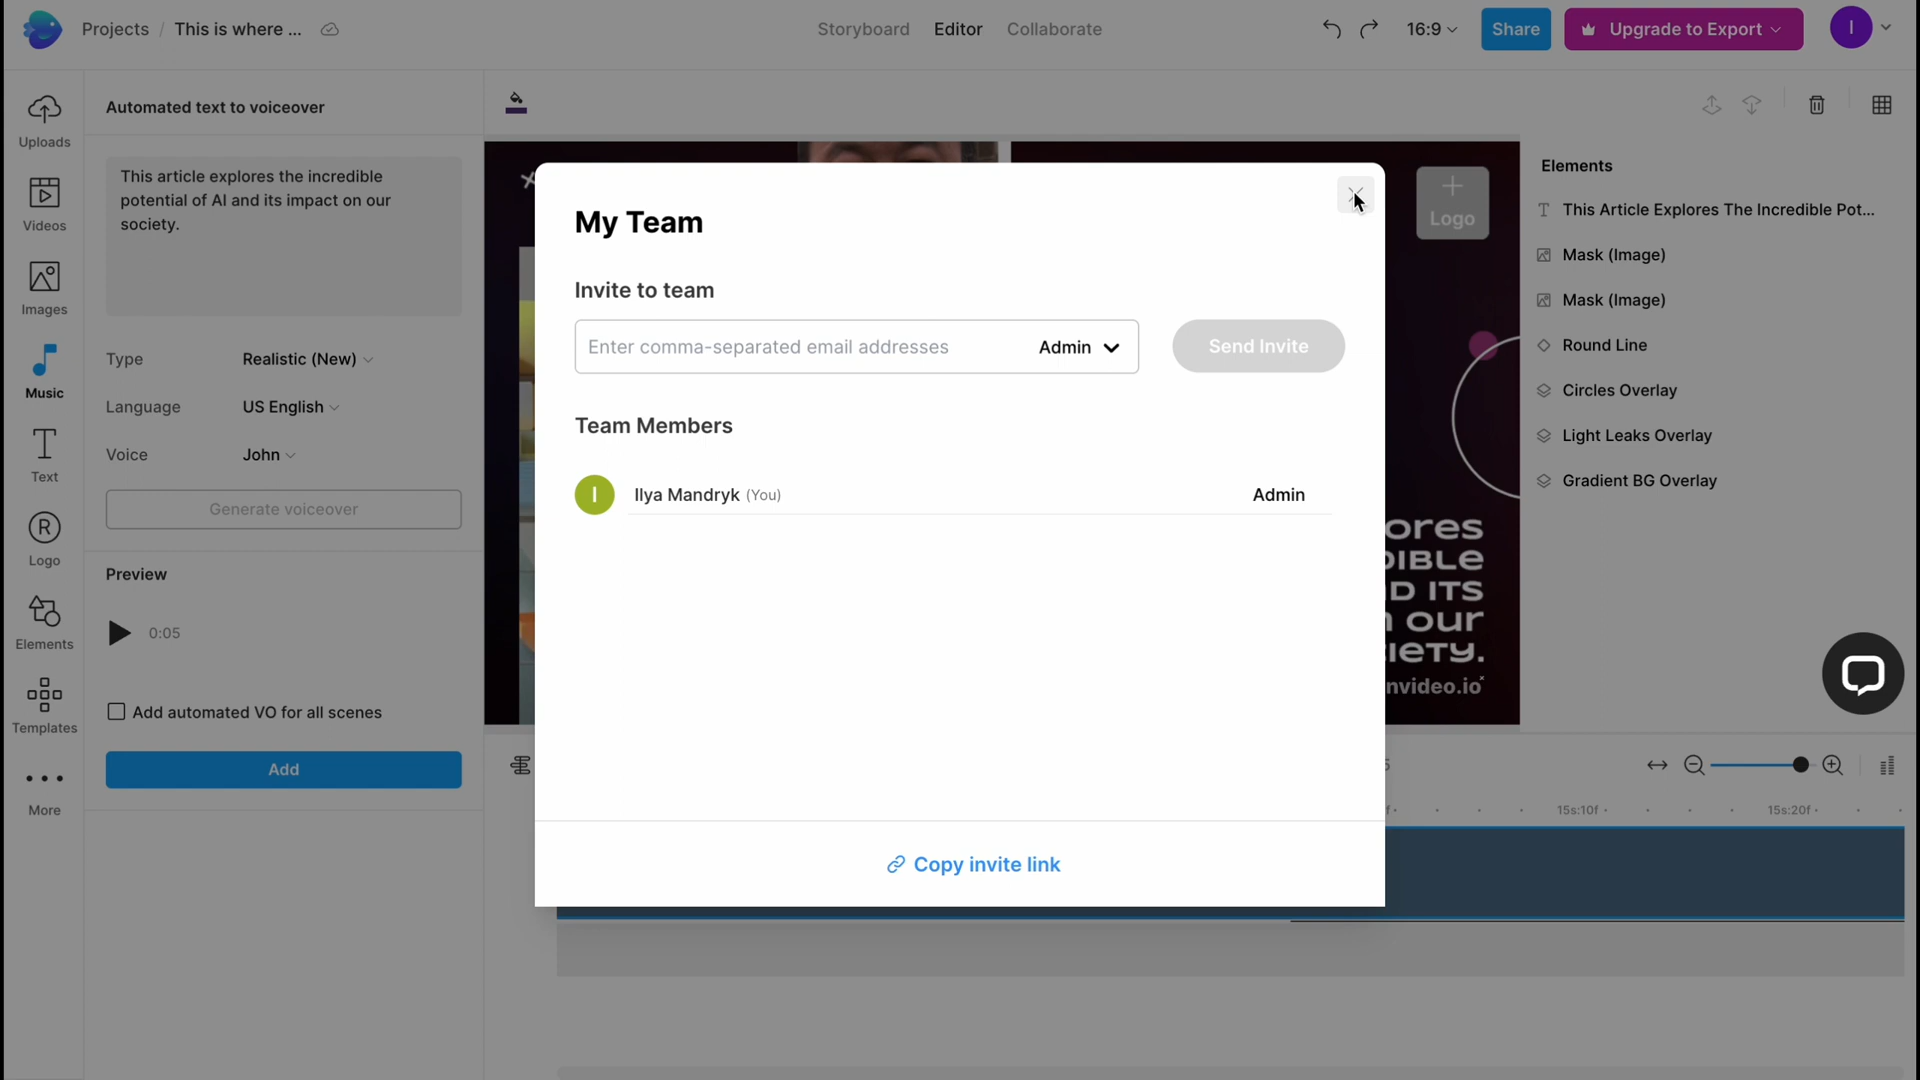 Projects / This is where ...
Storyboard
Editor
Collaborate
16:9
Share
Upgrade to Export
I
Uploads
Videos
Images
Music
Text
Logo
Elements
Templates
More
Automated text to voiceover
This article explores the incredible
potential of AI and its impact on our
society.
Type
Realistic (New)
Language
US English
Voice
John
Generate voiceover
Preview
0:05
Add automated VO for all scenes
Add
My Team
Invite to team
Enter comma-separated email addresses
Admin
Send Invite
Team Members
I
Ilya Mandryk (You)
Admin
Copy invite link
+
Logo
ores
DIBLE
D ITS
our
IETY.
nvideo.io
Elements
This Article Explores The Incredible Pot...
Mask (Image)
Mask (Image)
Round Line
Circles Overlay
Light Leaks Overlay
Gradient BG Overlay
15s:10f
15s:20f